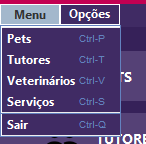 Menu Opções
Pets Ctrl-P
Tutores Ctrl-T
Veterinários Ctrl-V
Serviços Ctrl-S
Sair Ctrl-Q
TUTORE